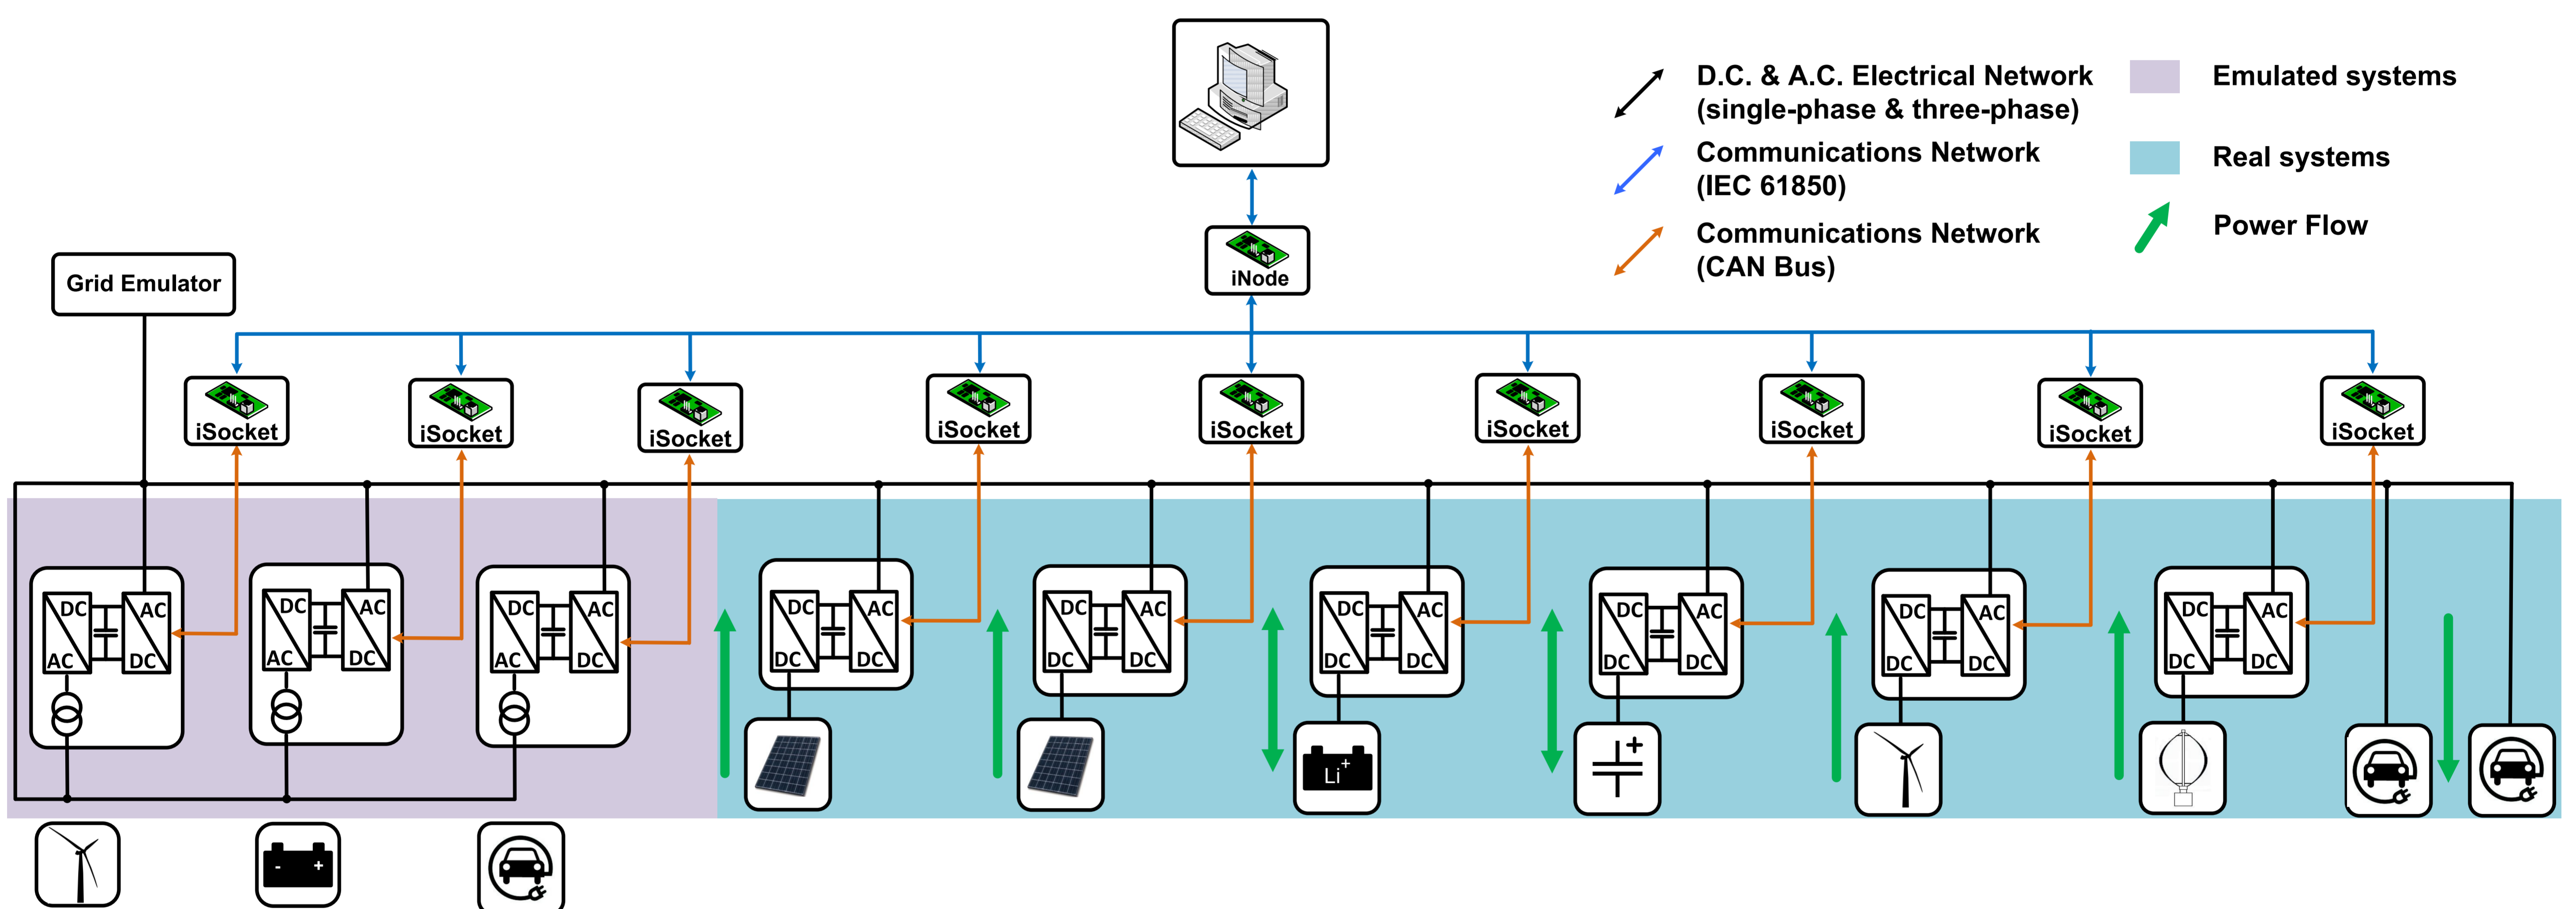 D.C. & A.C. Electrical Network
(single-phase & three-phase)
Communications Network
(IEC 61850)
Communications Network
(CAN Bus)
Emulated systems
Real systems
Power Flow
iNode
Grid Emulator
iSocket
iSocket
iSocket
iSocket
iSocket
iSocket
iSocket
iSocket
iSocket
DC
AC
AC
DC
DC
AC
AC
DC
DC
AC
AC
DC
DC
DC
AC
DC
DC
DC
AC
DC
DC
DC
AC
DC
DC
DC
AC
DC
DC
DC
AC
DC
DC
DC
AC
DC
Li+
+
- +